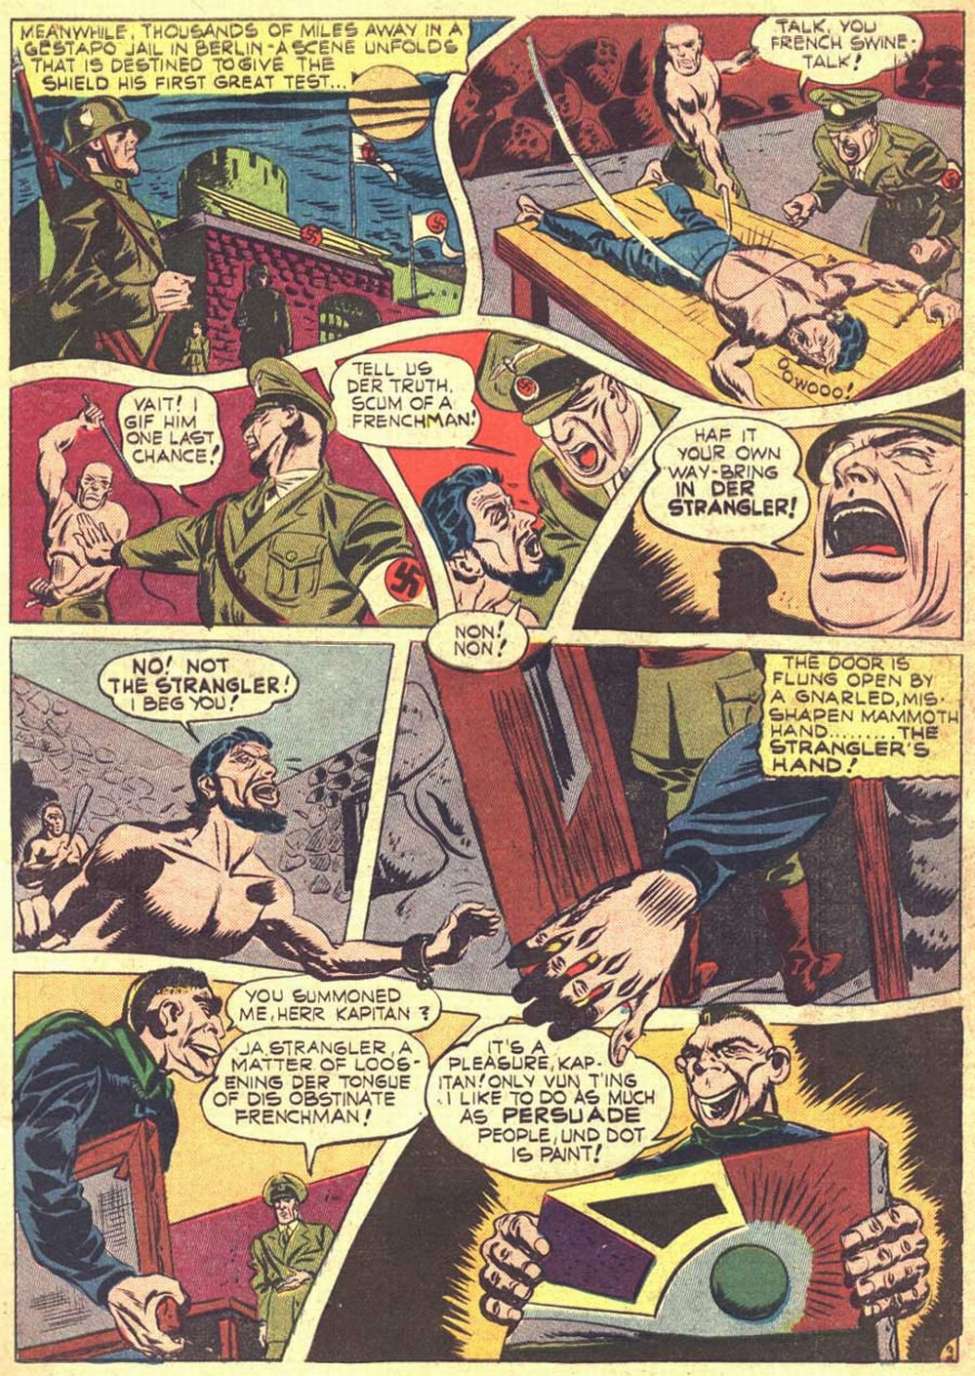 MEANWHILE, THOUSANDS OF MILES AWAY IN A
GESTAPO JAIL IN BERLIN-A SCENE UNFOLDS
THAT IS DESTINED TO GIVE THE
SHIELD HIS FIRST GREAT TEST...
TALK, YOU
FRENCH SWINE-
TALK!
O
OOWOOO!
VAIT! I
GIF HIM
ONE LAST
CHANCE!
TELL US
DER TRUTH,
SCUM OF A
FRENCHMAN!
HAF IT
YOUR OWN
WAY-BRING
IN DER
STRANGLER!
NON!
NON!
NO! NOT
THE STRANGLER!
I BEG YOU!
THE DOOR IS
FLUNG OPEN BY
A GNARLED, MIS-
SHAPEN MAMMOTH
HAND.........THE
STRANGLER'S
HAND!
YOU SUMMONED
ME, HERR KAPITAN?
JA, STRANGLER, A
MATTER OF LOOS-
ENING DER TONGUE
OF DIS OBSTINATE
FRENCHMAN!
IT'S A
PLEASURE, KAP-
ITAN! ONLY VUN T'ING
I LIKE TO DO AS MUCH
AS PERSUADE
PEOPLE, UND DOT
IS PAINT!